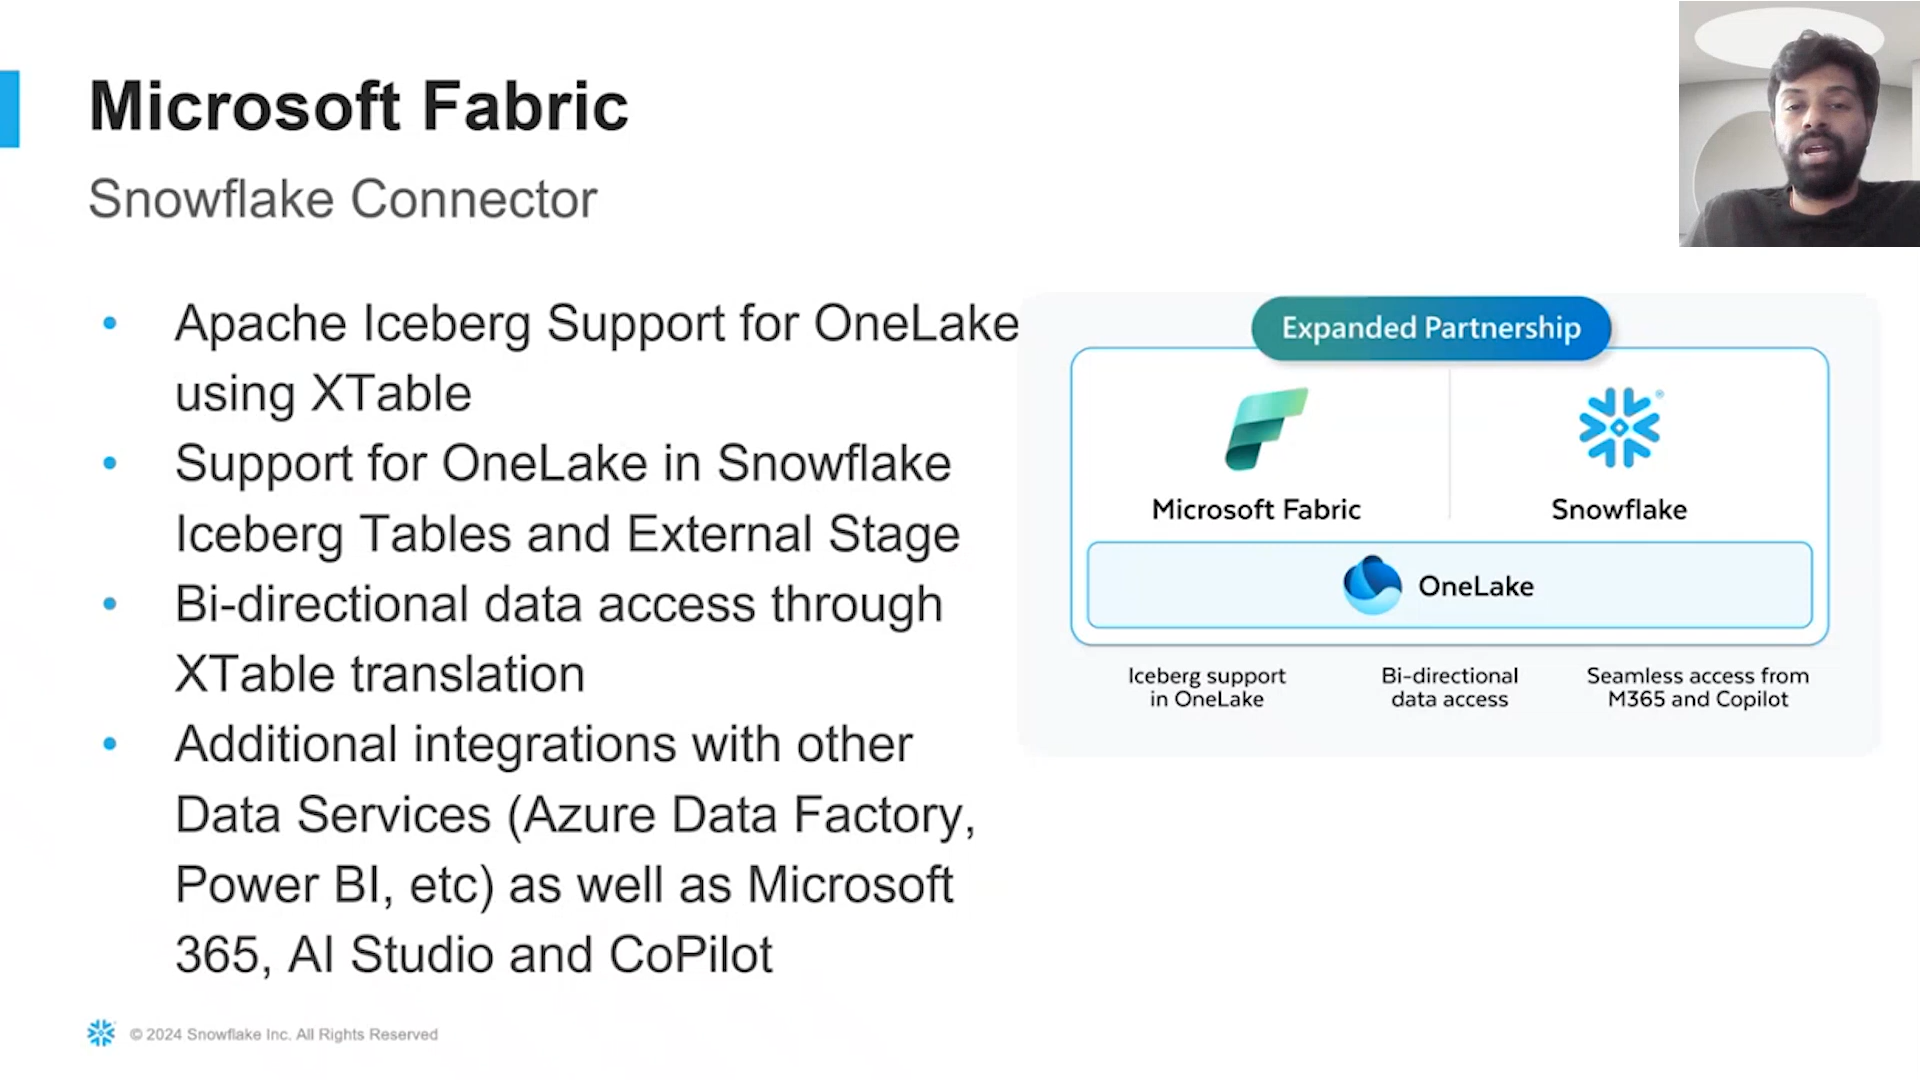 Microsoft Fabric
Snowflake Connector
• Apache Iceberg Support for OneLake
using XTable
• Support for OneLake in Snowflake
Iceberg Tables and External Stage
• Bi-directional data access through
XTable translation
• Additional integrations with other
Data Services (Azure Data Factory,
Power BI, etc) as well as Microsoft
365, AI Studio and CoPilot
Expanded Partnership
Microsoft Fabric
Snowflake
OneLake
Iceberg support
in OneLake
Bi-directional
data access
Seamless access from
M365 and Copilot
© 2024 Snowflake Inc. All Rights Reserved